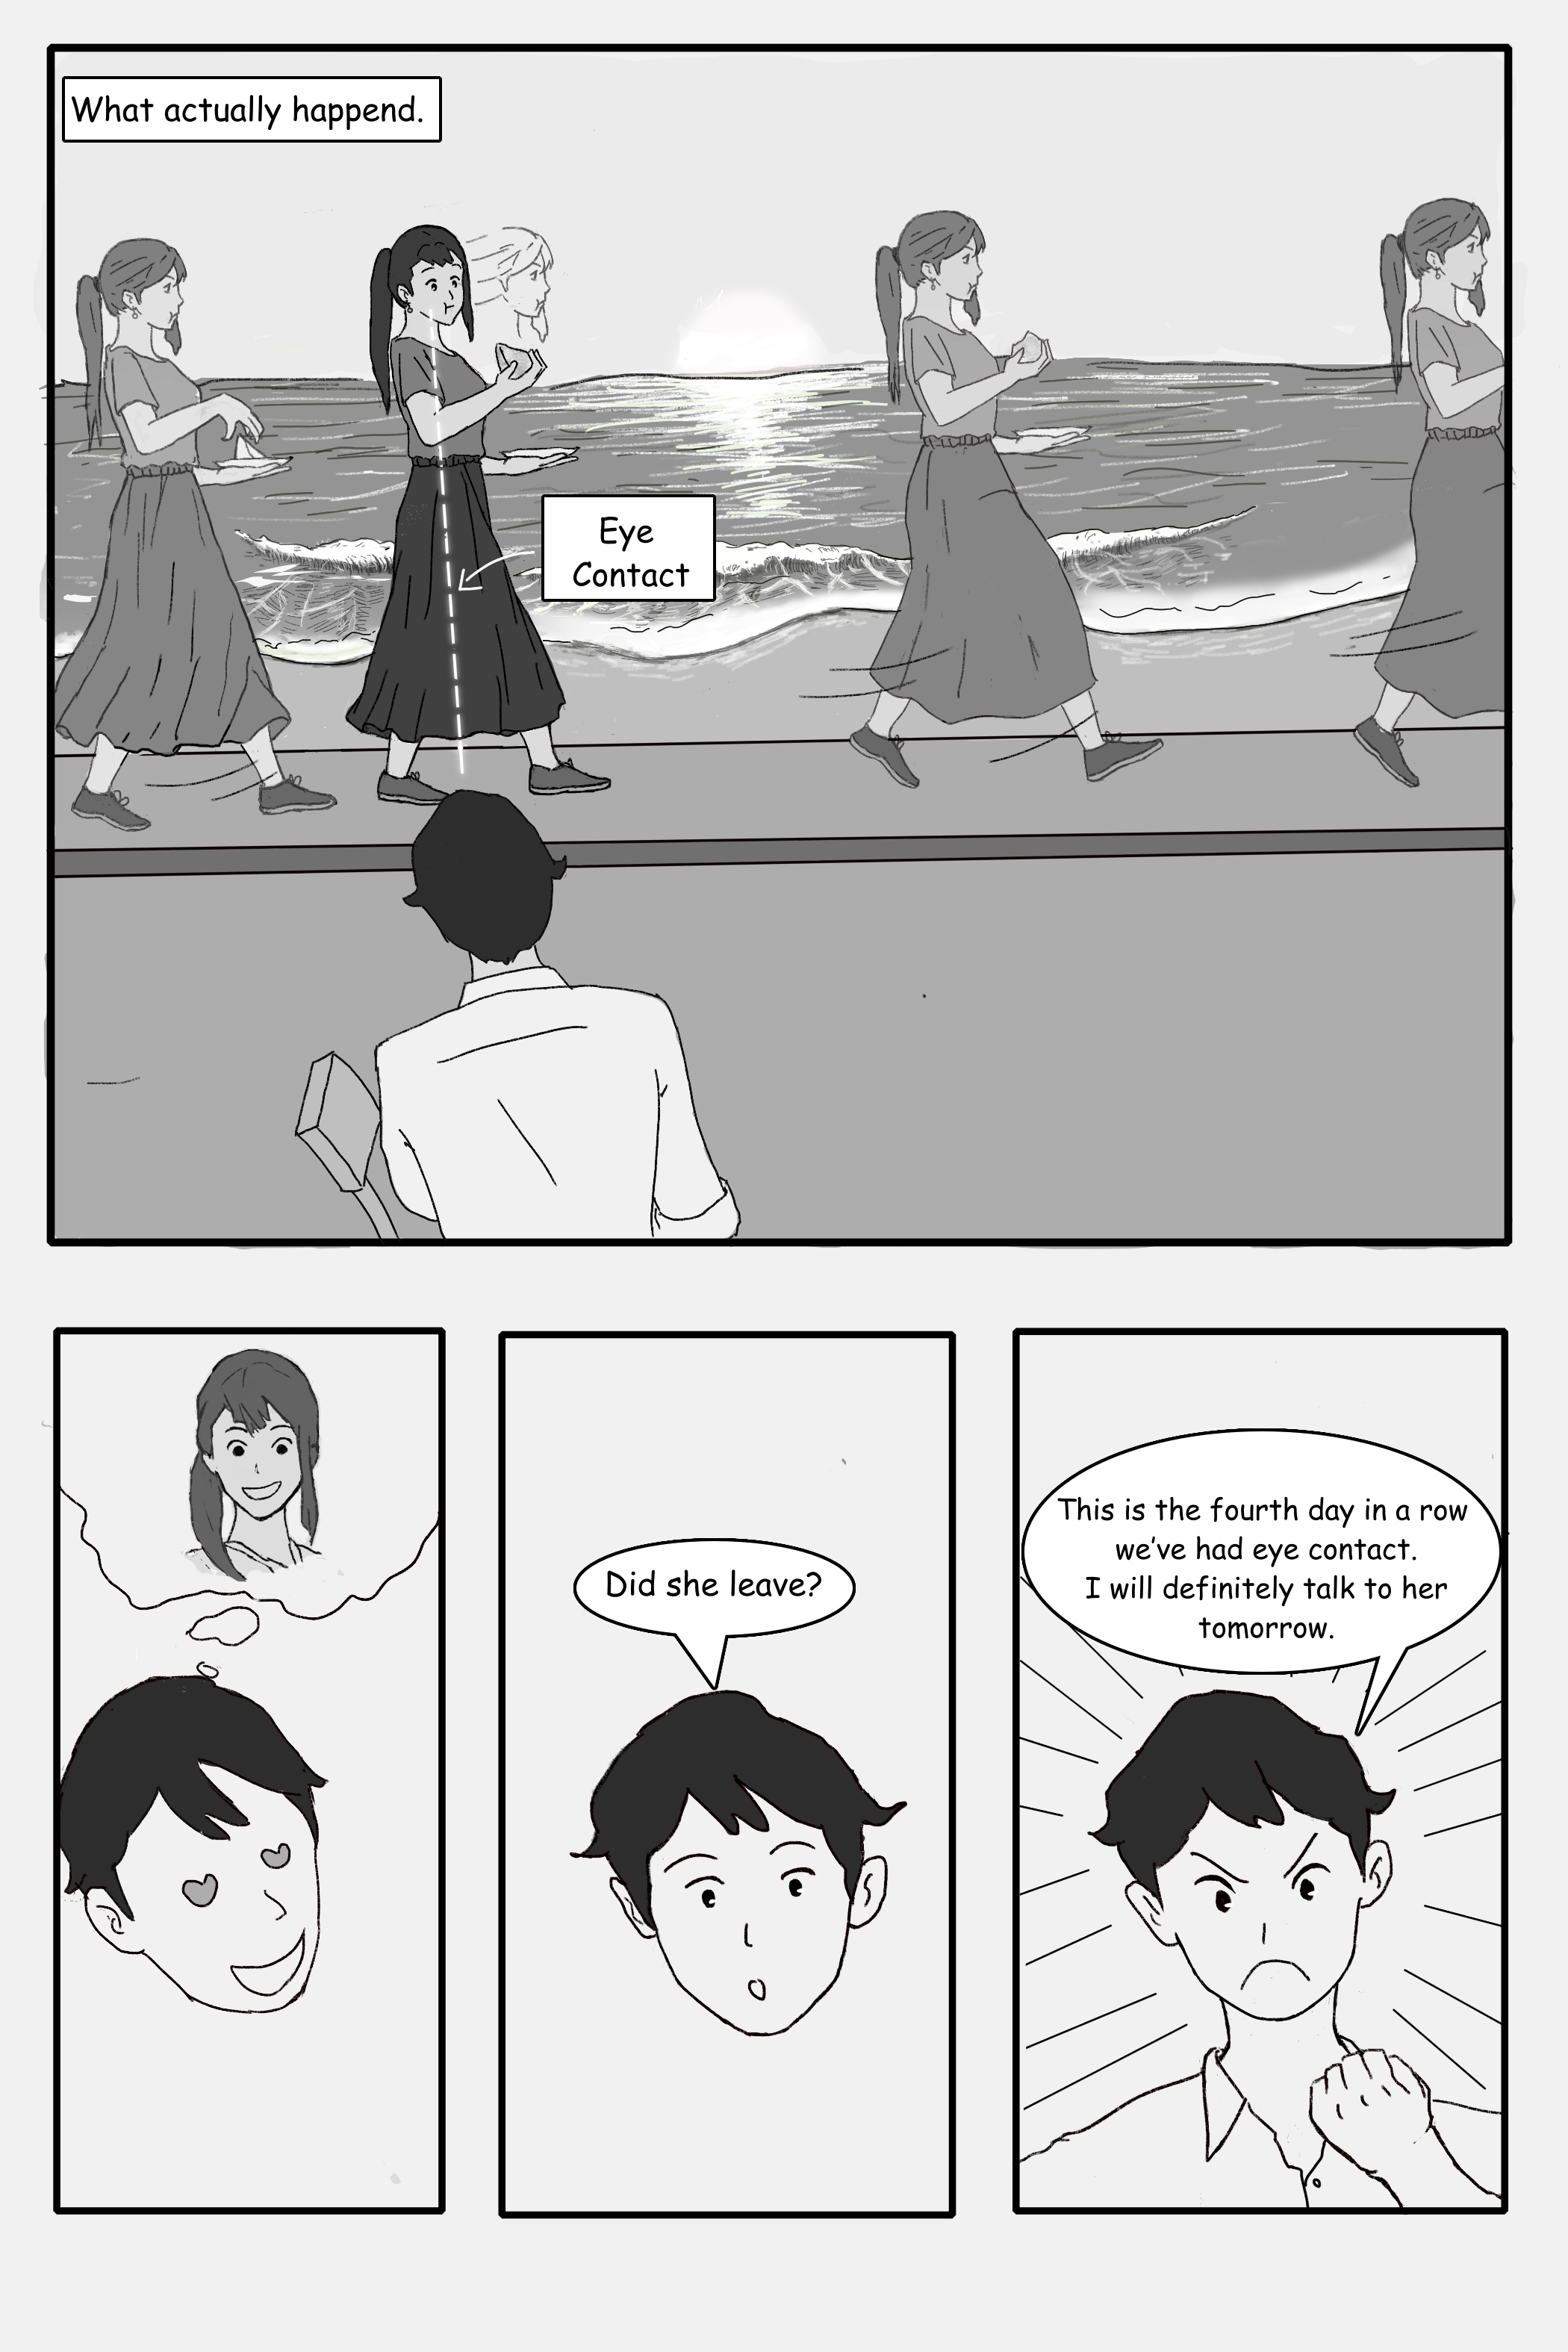 What actually happend.
Eye
Contact
Did she leave?
This is the fourth day in a row
we've had eye contact.
I will definitely talk to her
tomorrow.